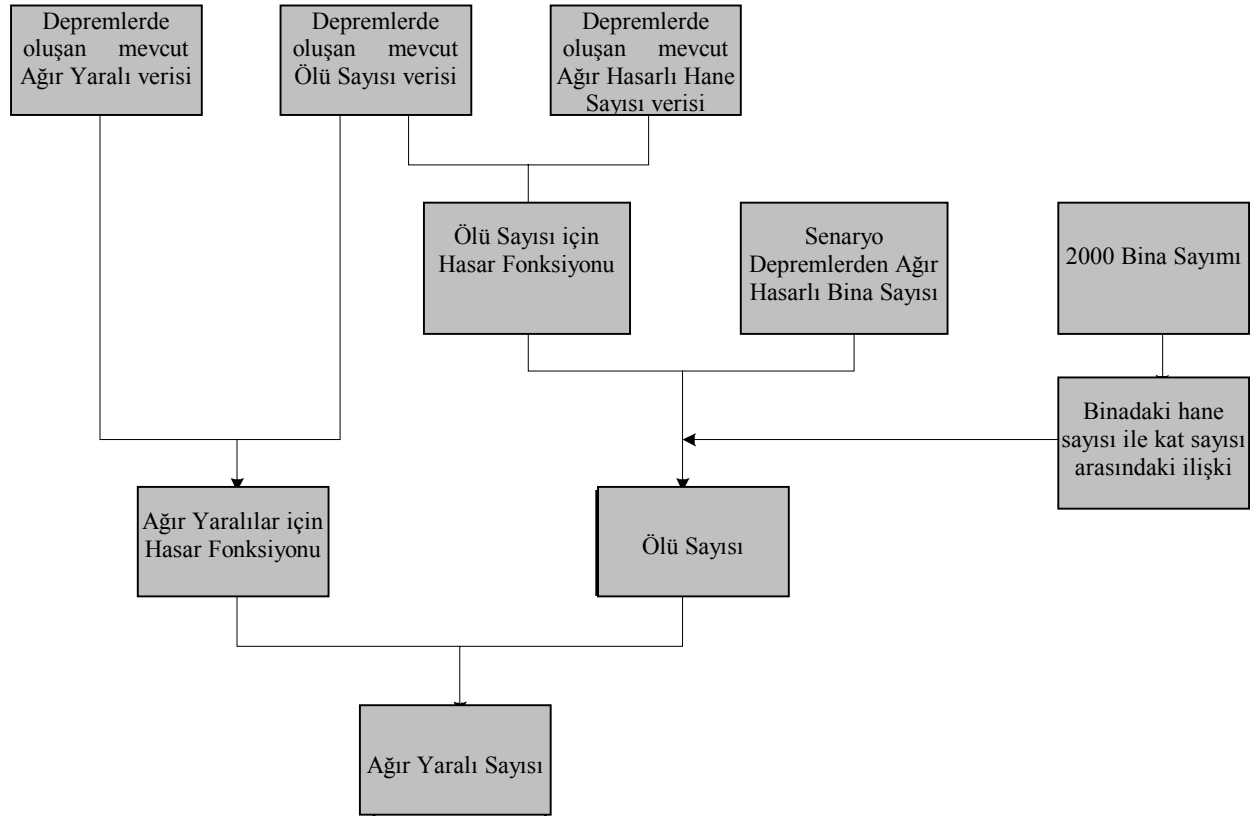 Depremlerde
oluşan mevcut
Ağır Yaralı verisi
Depremlerde
oluşan mevcut
Ölü Sayısı verisi
Depremlerde
oluşan mevcut
Ağır Hasarlı Hane
Sayısı verisi
Ölü Sayısı için
Hasar Fonksiyonu
Senaryo
Depremlerden Ağır
Hasarlı Bina Sayısı
2000 Bina Sayımı
Binadaki hane
sayısı ile kat sayısı
arasındaki ilişki
Ağır Yaralılar için
Hasar Fonksiyonu
Ölü Sayısı
Ağır Yaralı Sayısı